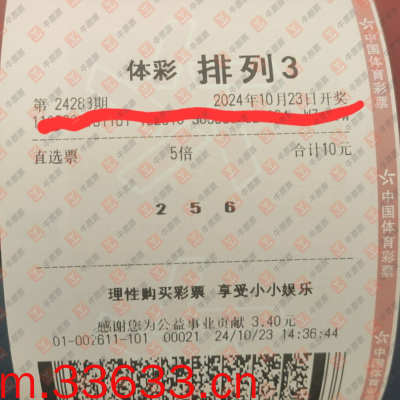 体彩 排列3
第 24283期 2024年10月23日开奖
直选票 5倍 合计10元
2 5 6
理性购买彩票 享受小小娱乐
感谢您为公益事业贡献 3.40元
01-002611-101 00021 24/10/23 14:36:44
m.33633.cn
中国体育彩票
中国体育彩票